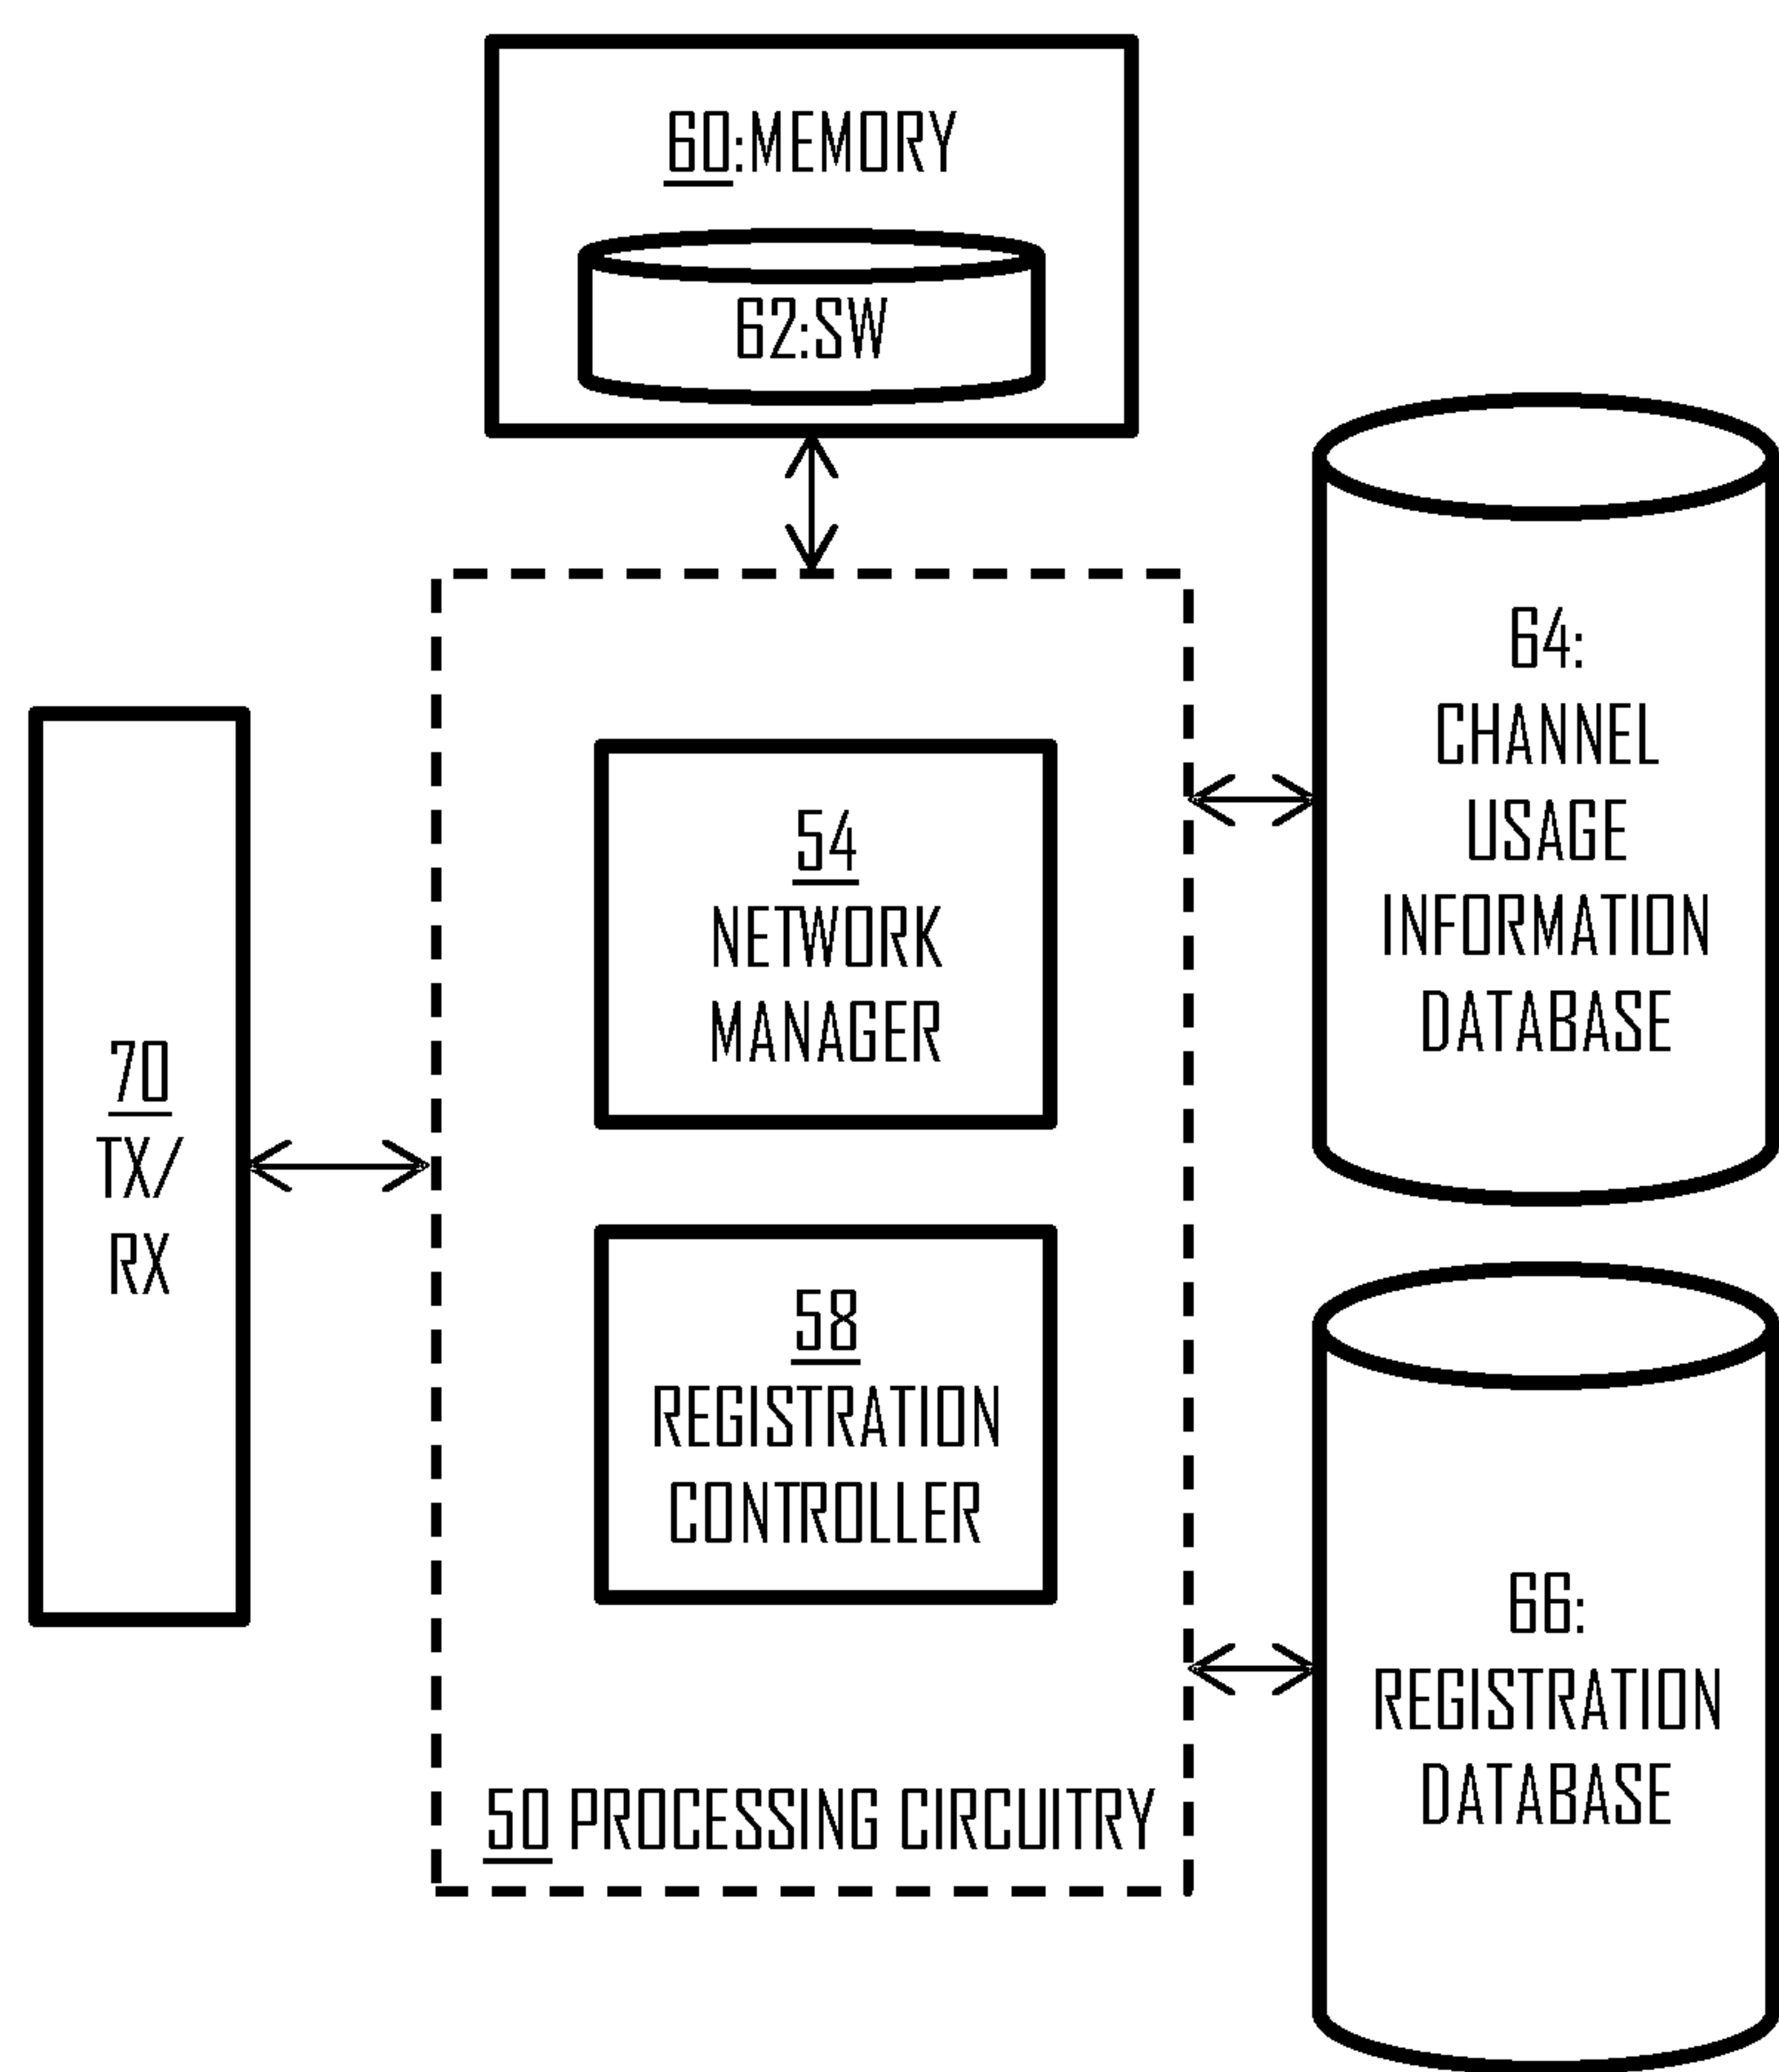 60:MEMORY
62:SW
64:
CHANNEL
USAGE
INFORMATION
DATABASE
54
NETWORK
MANAGER
70
TX/
RX
58
REGISTRATION
CONTROLLER
66:
REGISTRATION
DATABASE
50 PROCESSING CIRCUITRY